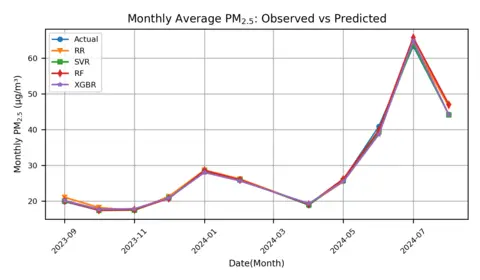 Monthly Average PM₂.₅: Observed vs Predicted
Actual
RR
SVR
RF
XGBR
Monthly PM₂.₅ (µg/m³)
60
50
40
30
20
2023-09
2023-11
2024-01
2024-03
2024-05
2024-07
Date(Month)